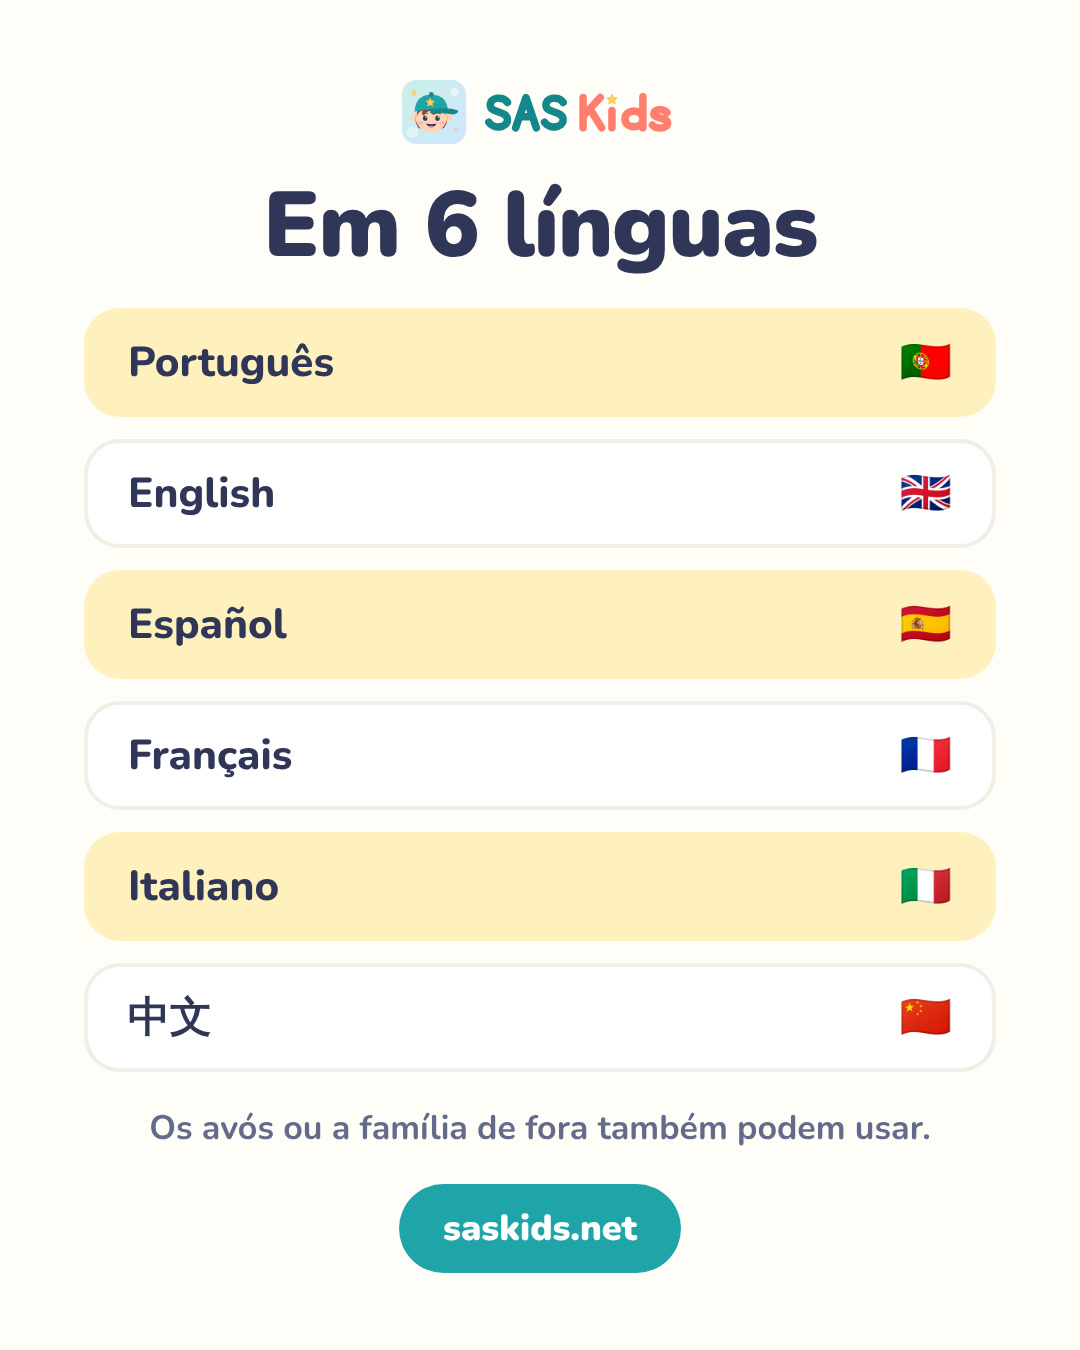 SAS Kids
Em 6 línguas
Português
English
Español
Français
Italiano
中文
Os avós ou a família de fora também podem usar.
saskids.net